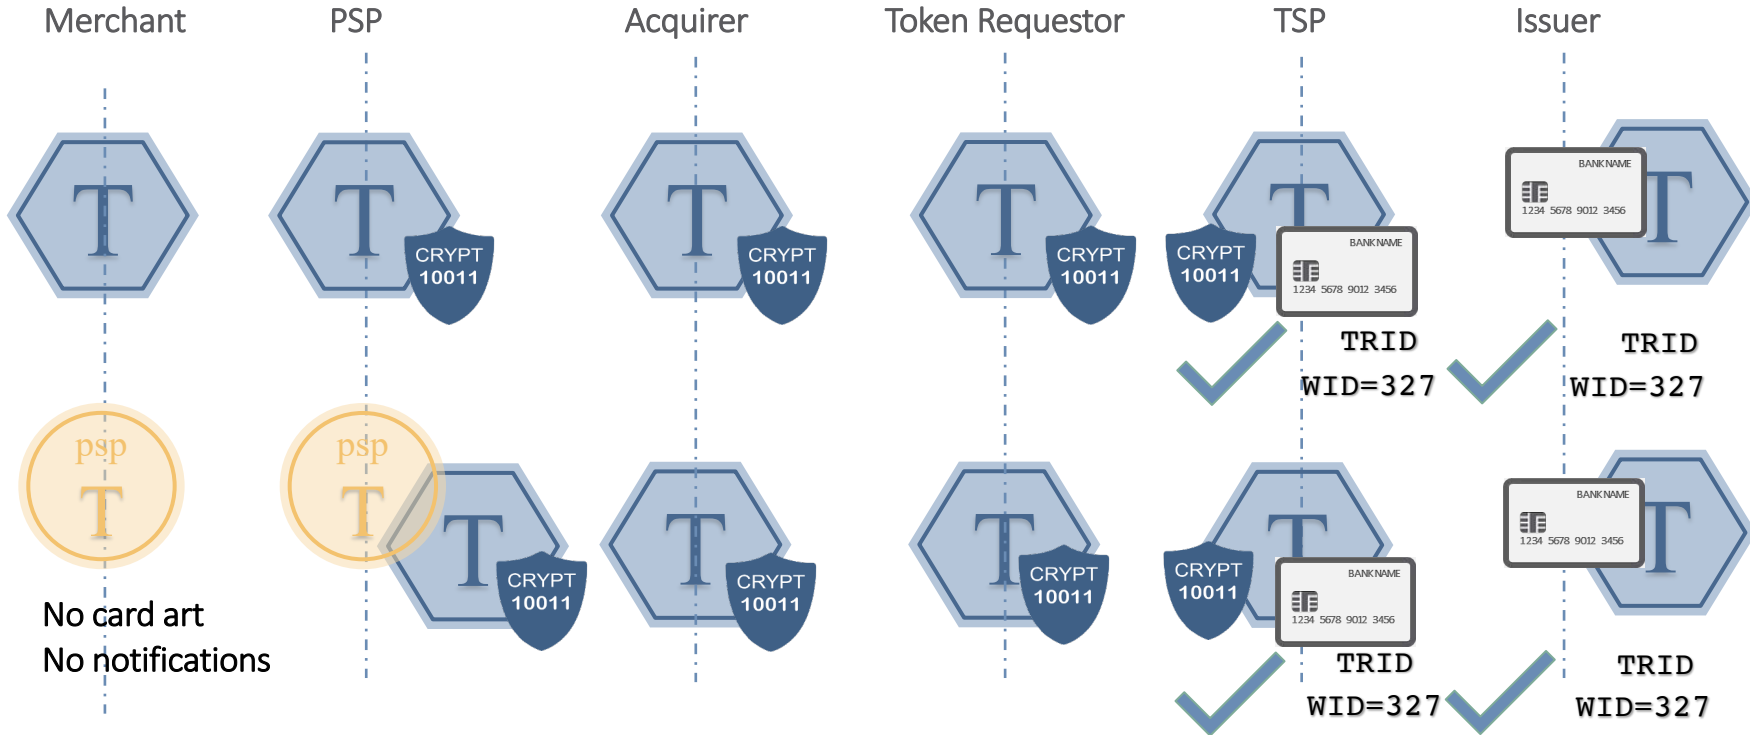 Merchant PSP Acquirer Token Requestor TSP Issuer
T T T T T T
CRYPT CRYPT CRYPT CRYPT
10011 10011 10011 10011
BANK NAME
1234 5678 9012 3456
BANK NAME
1234 5678 9012 3456
TRID TRID
WID=327 WID=327
psp psp
T T T T T T T
CRYPT CRYPT CRYPT CRYPT
10011 10011 10011 10011
BANK NAME
1234 5678 9012 3456
BANK NAME
1234 5678 9012 3456
No card art
No notifications
TRID TRID
WID=327 WID=327